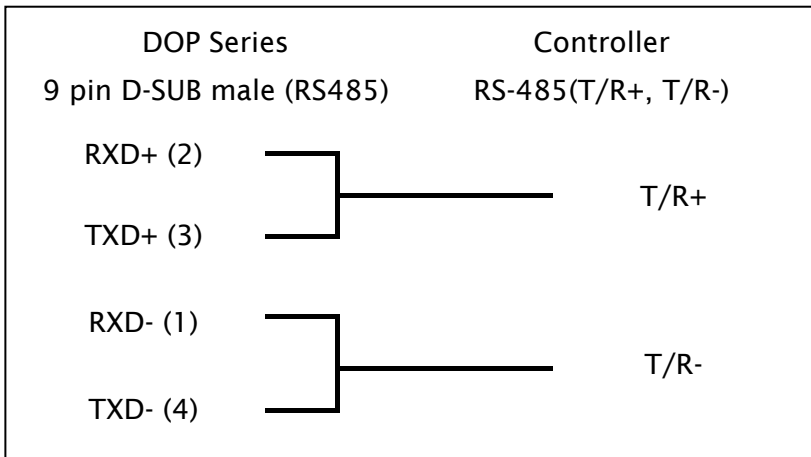 DOP Series
Controller
9 pin D-SUB male (RS485)
RS-485(T/R+, T/R-)
RXD+ (2)
T/R+
TXD+ (3)
RXD- (1)
T/R-
TXD- (4)